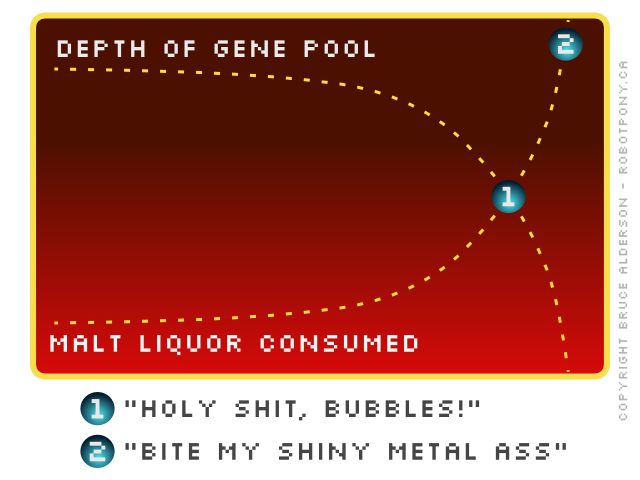 DEPTH OF GENE POOL
2
1
MALT LIQUOR CONSUMED
1 "HOLY SHIT, BUBBLES!"
2 "BITE MY SHINY METAL ASS"
COPYRIGHT BRUCE ALDERSON - ROBOTPONY.CA